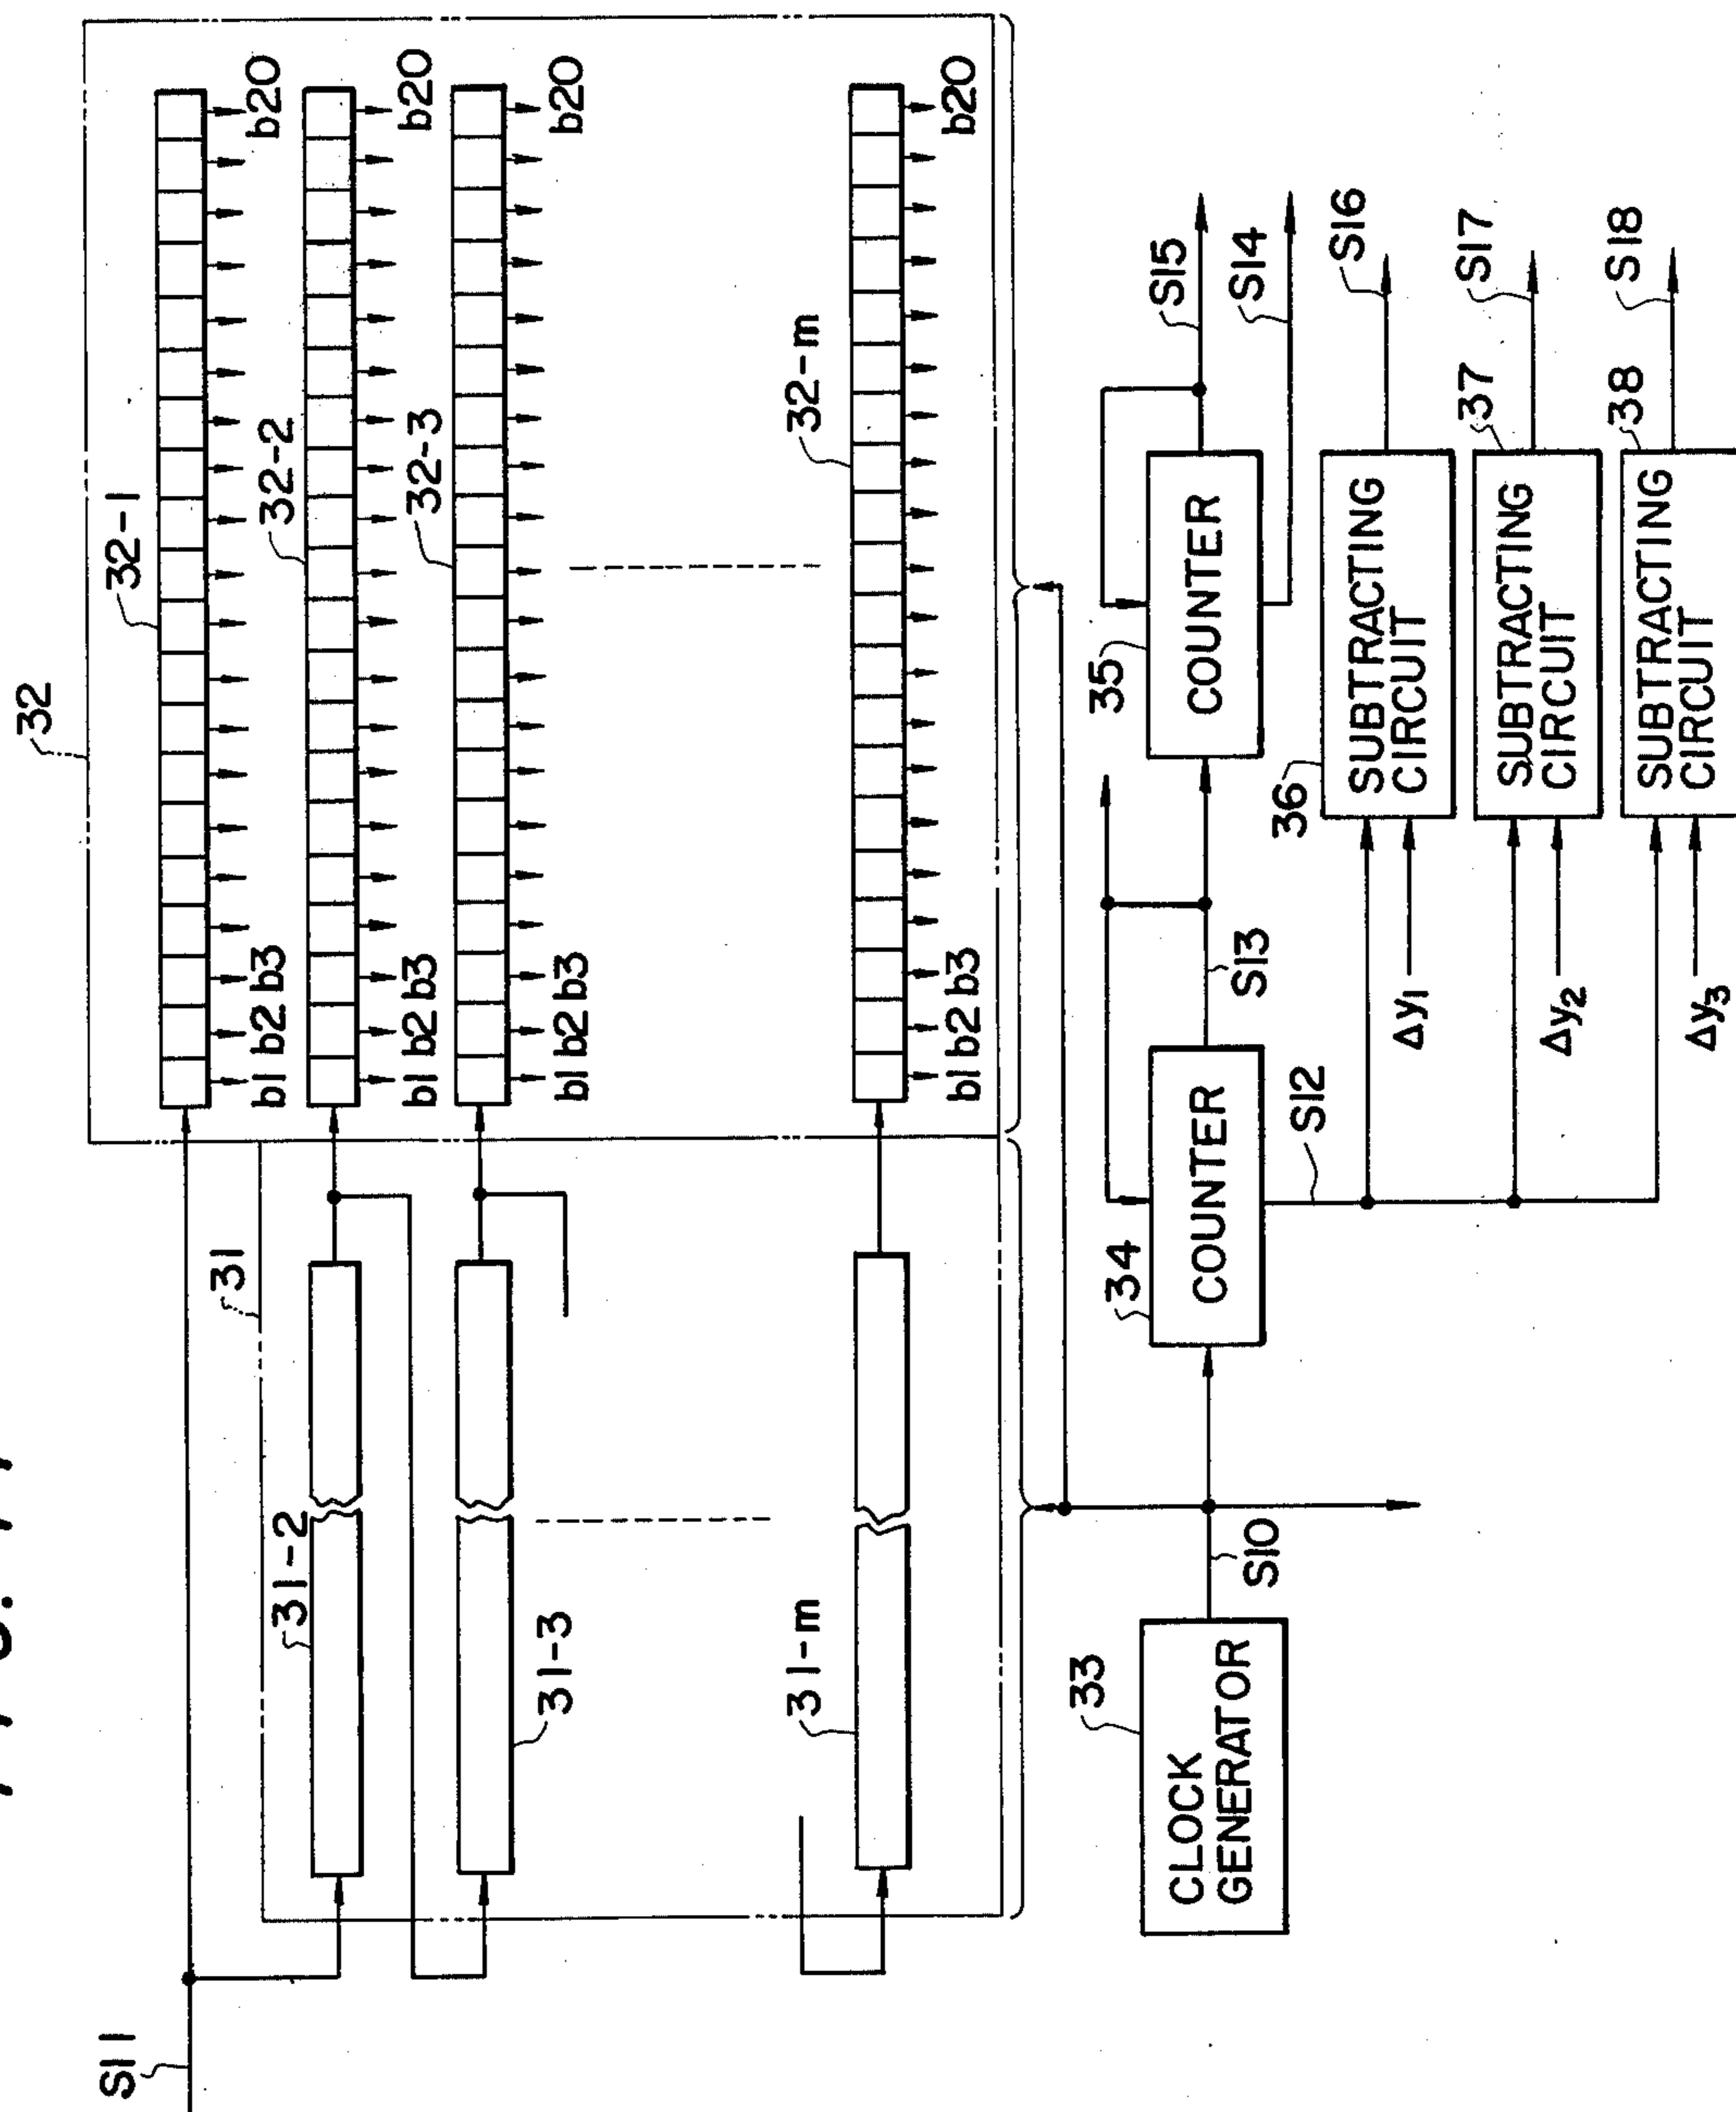 S11
32
32-1
b1 b2 b3
b20
31
31-2
32-2
b1 b2 b3
b20
31-3
32-3
b1 b2 b3
b20
31-m
32-m
b1 b2 b3
b20
33
CLOCK
GENERATOR
S10
34
COUNTER
S12
S13
35
COUNTER
S15
S14
36
SUBTRACTING
CIRCUIT
Δy1
S16
37
SUBTRACTING
CIRCUIT
Δy2
S17
38
SUBTRACTING
CIRCUIT
Δy3
S18